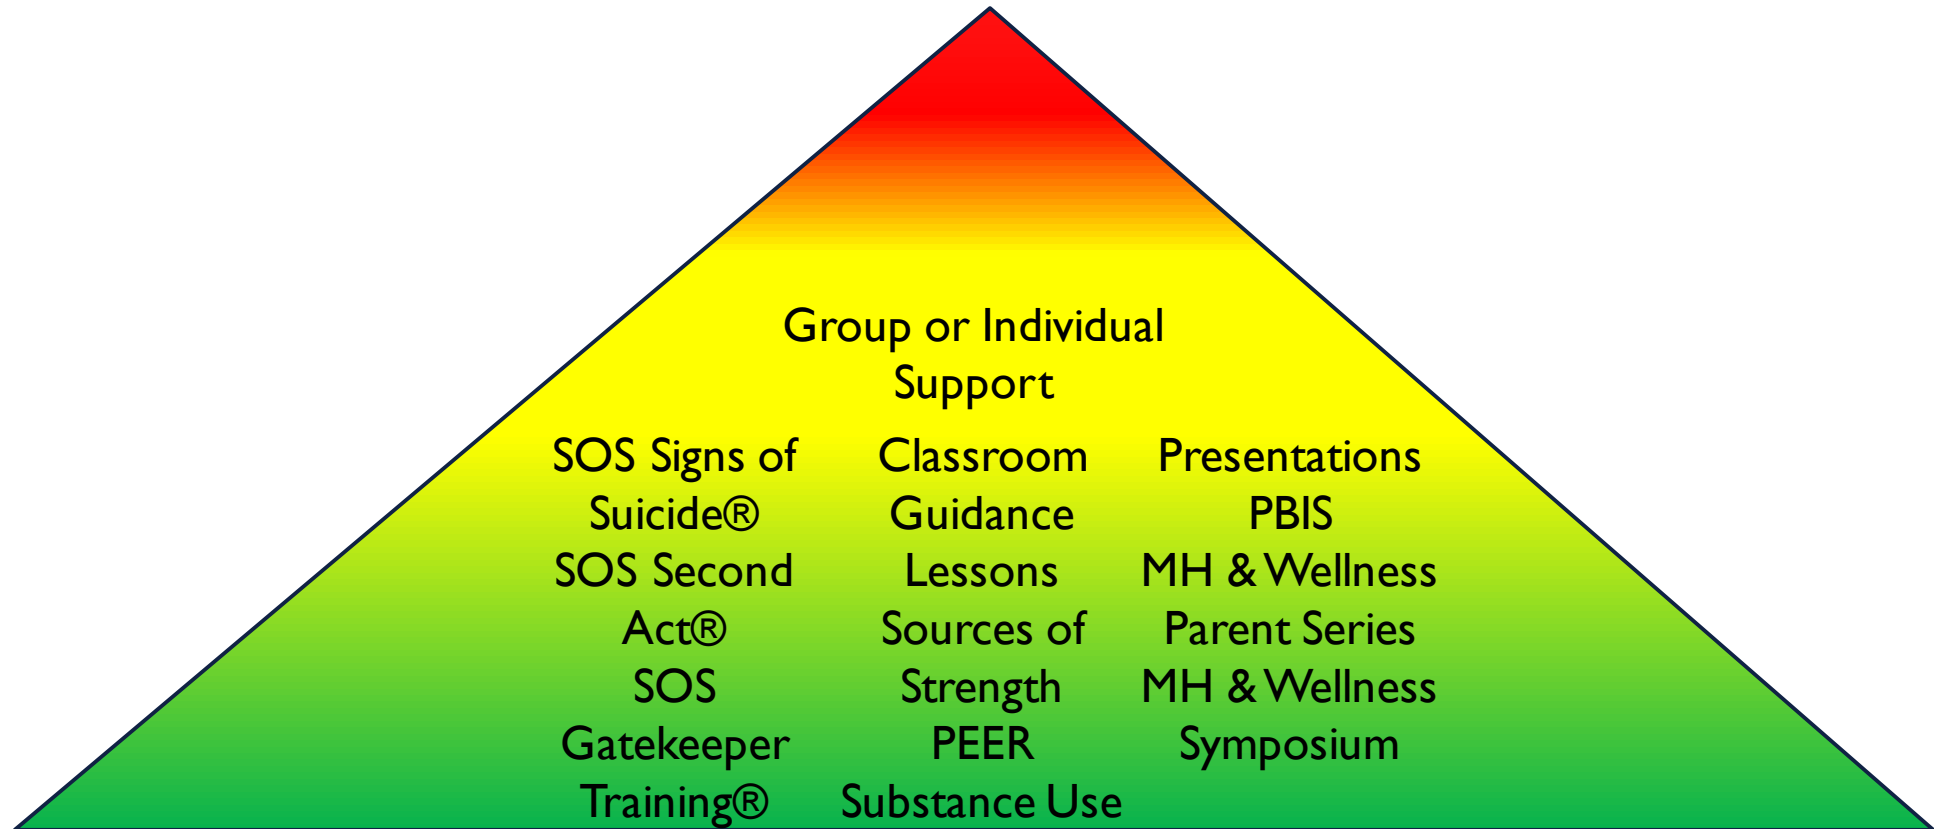 Group or Individual
Support
SOS Signs of
Suicide®
SOS Second
Act®
SOS
Gatekeeper
Training®
Classroom
Guidance
Lessons
Sources of
Strength
PEER
Substance Use
Presentations
PBIS
MH & Wellness
Parent Series
MH & Wellness
Symposium